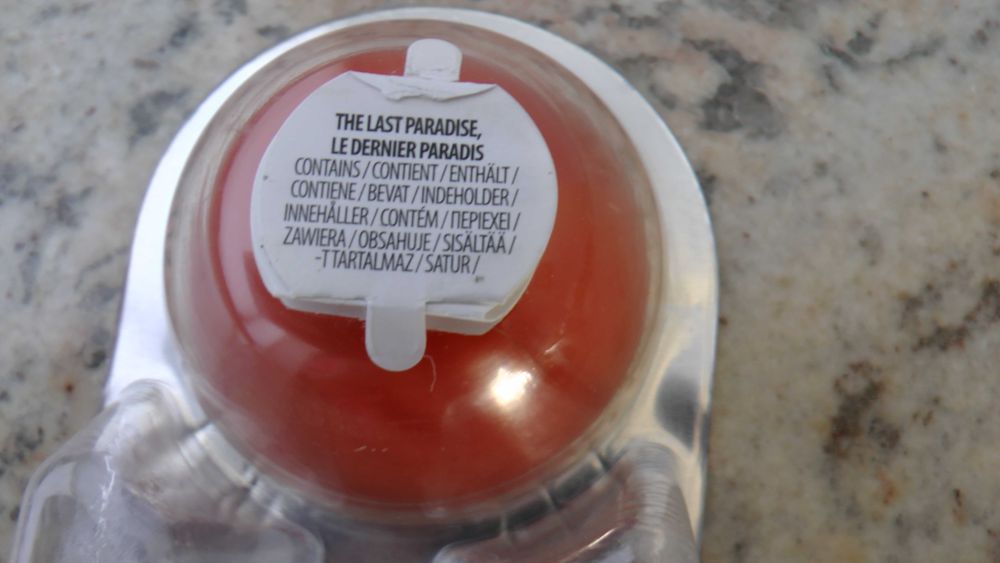 THE LAST PARADISE,
LE DERNIER PARADIS
CONTAINS / CONTIENT / ENTHÄLT /
CONTIENE / BEVAT / INDEHOLDER /
INNEHÅLLER / CONTÉM / ΠΕΡΙΕΧΕΙ /
ZAWIERA / OBSAHUJE / SISÄLTÄÄ /
-T TARTALMAZ / SATUR /